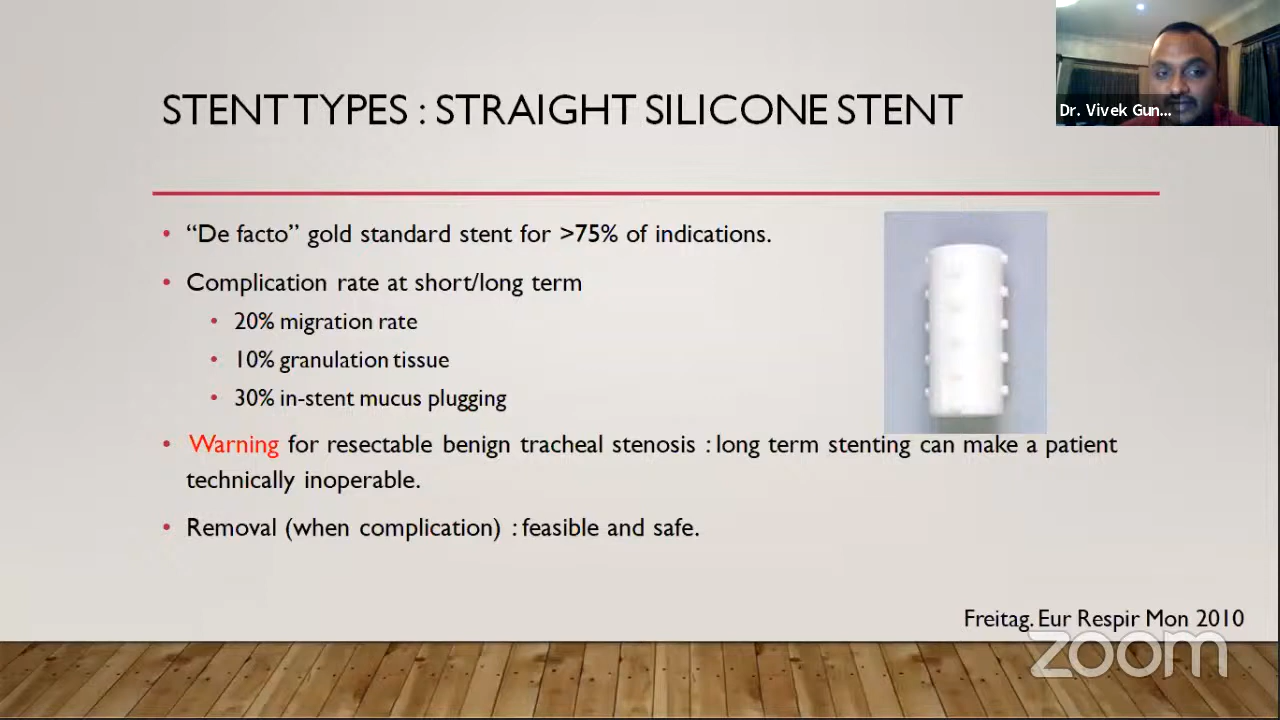 STENT TYPES : STRAIGHT SILICONE STENT
Dr. Vivek Gun...
• “De facto” gold standard stent for >75% of indications.
• Complication rate at short/long term
• 20% migration rate
• 10% granulation tissue
• 30% in-stent mucus plugging
• Warning for resectable benign tracheal stenosis : long term stenting can make a patient
technically inoperable.
• Removal (when complication) : feasible and safe.
Freitag. Eur Respir Mon 2010
zoom